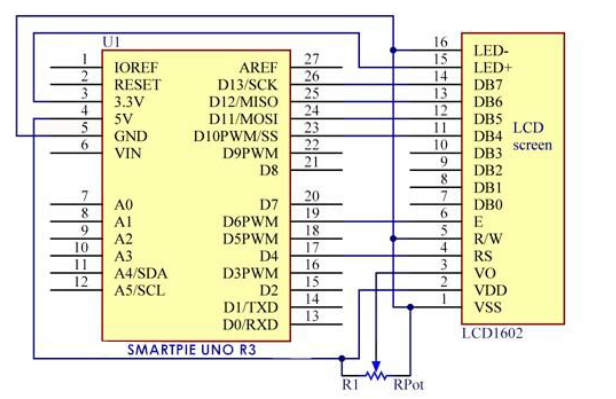 U1
1 IOREF AREF 27
2 RESET D13/SCK 26
3 3.3V D12/MISO 25
4 5V D11/MOSI 24
5 GND D10PWM/SS 23
6 VIN D9PWM 22
D8 21
7 A0 D7 20
8 A1 D6PWM 19
9 A2 D5PWM 18
10 A3 D4 17
11 A4/SDA D3PWM 16
12 A5/SCL D2 15
D1/TXD 14
D0/RXD 13
SMARTPIE UNO R3
16 LED-
15 LED+
14 DB7
13 DB6
12 DB5
11 DB4
10 DB3
9 DB2
8 DB1
7 DB0
6 E
5 R/W
4 RS
3 VO
2 VDD
1 VSS
LCD
screen
LCD1602
R1 RPot